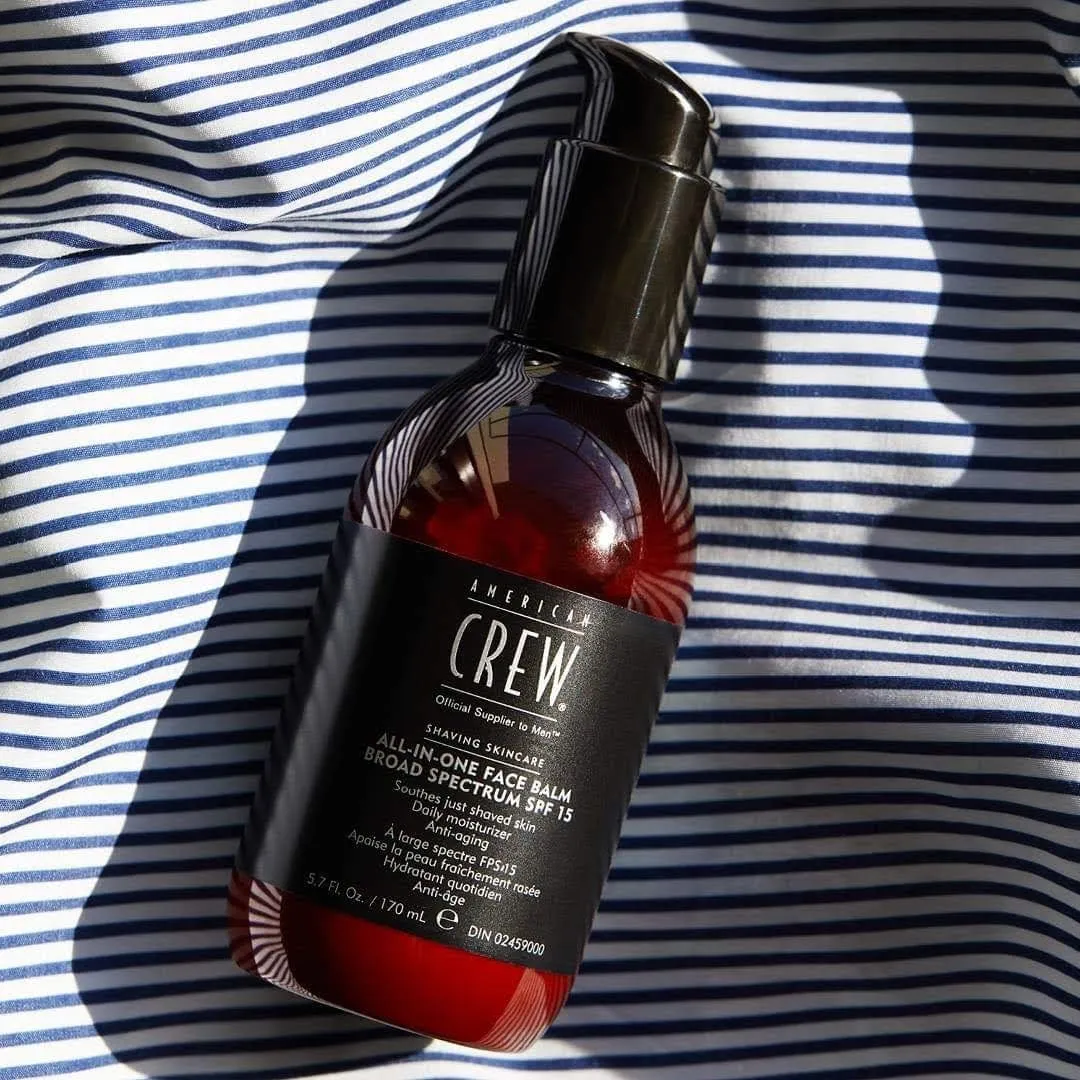 AMERICAN
CREW®
Official Supplier to Men™
SHAVING SKINCARE
ALL-IN-ONE FACE BALM
BROAD SPECTRUM SPF 15
Soothes just shaved skin
Daily moisturizer
Anti-aging
À large spectre FPS 15
Apaise la peau fraîchement rasée
Hydratant quotidien
Anti-âge
5.7 Fl. Oz. / 170 mL ℮ DIN 02459000